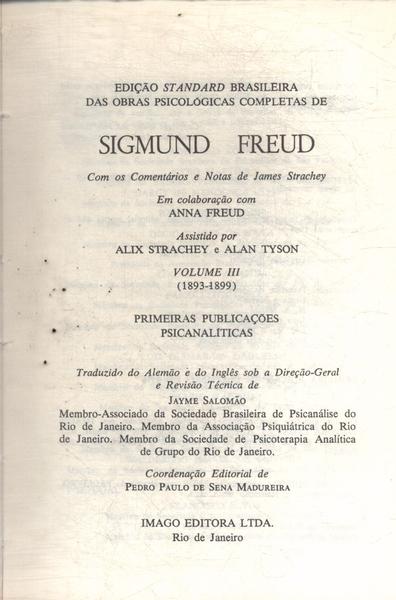 EDIÇÃO STANDARD BRASILEIRA
DAS OBRAS PSICOLÓGICAS COMPLETAS DE
SIGMUND FREUD
Com os Comentários e Notas de James Strachey
Em colaboração com
ANNA FREUD
Assistido por
ALIX STRACHEY e ALAN TYSON
VOLUME III
(1893-1899)
PRIMEIRAS PUBLICAÇÕES
PSICANALÍTICAS
Traduzido do Alemão e do Inglês sob a Direção-Geral
e Revisão Técnica de
JAYME SALOMÃO
Membro-Associado da Sociedade Brasileira de Psicanálise do
Rio de Janeiro. Membro da Associação Psiquiátrica do Rio
de Janeiro. Membro da Sociedade de Psicoterapia Analítica
de Grupo do Rio de Janeiro.
Coordenação Editorial de
PEDRO PAULO DE SENA MADUREIRA
IMAGO EDITORA LTDA.
Rio de Janeiro